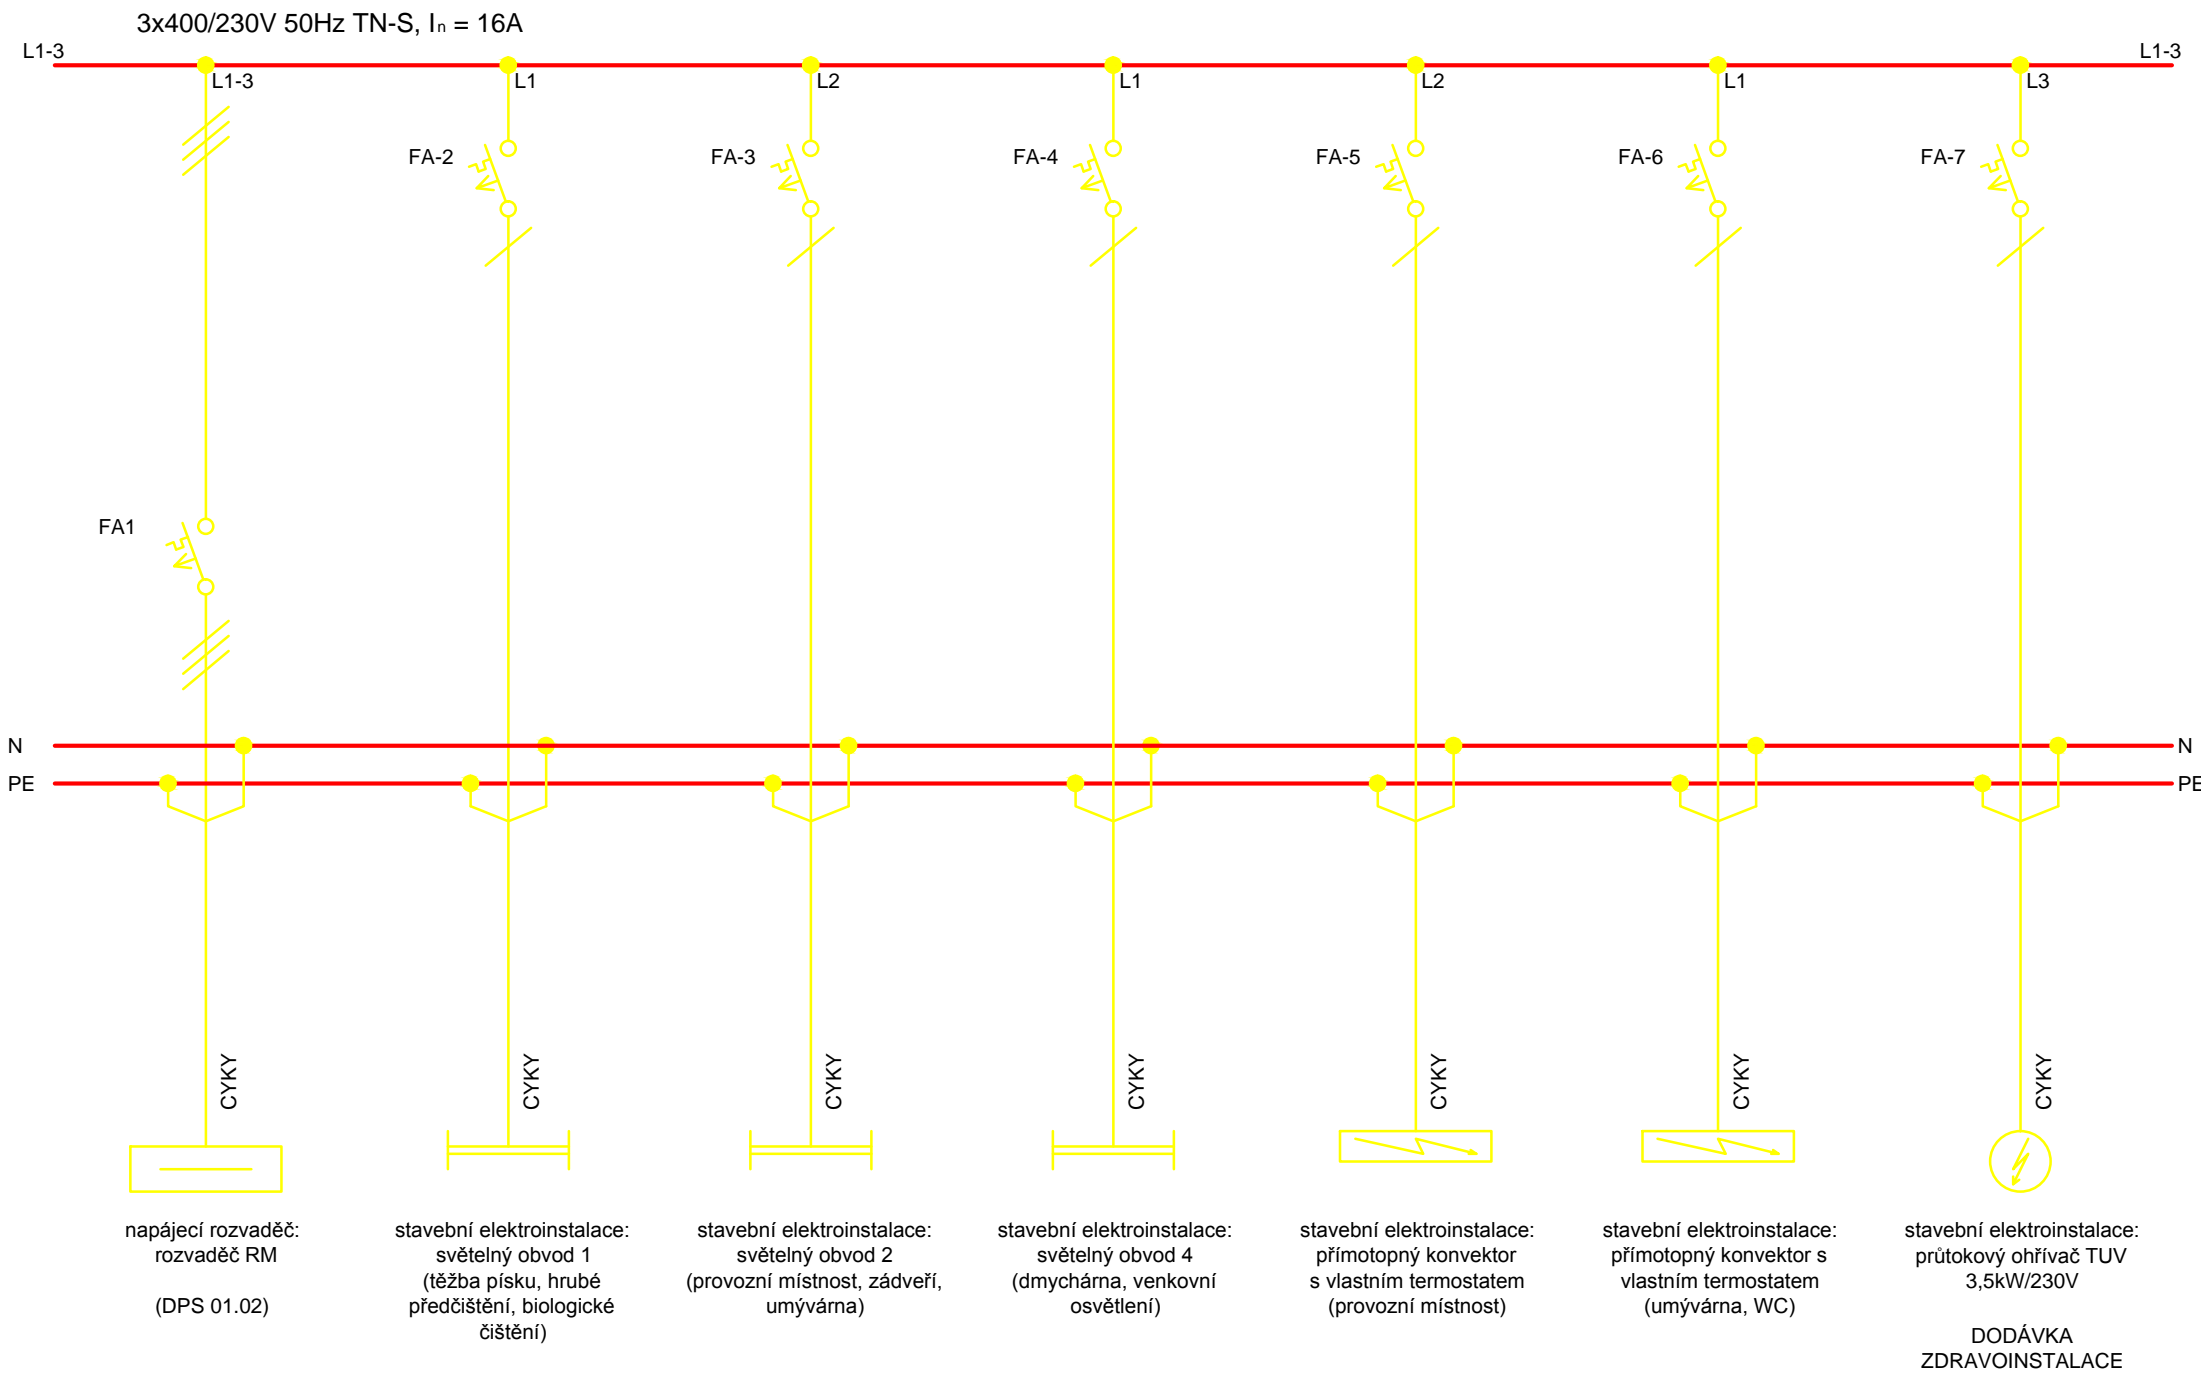 3x400/230V 50Hz TN-S, Iₙ = 16A
L1-3
L1-3
L1-3
L1
L2
L1
L2
L1
L3
FA-2
FA-3
FA-4
FA-5
FA-6
FA-7
FA1
N
N
PE
PE
CYKY
CYKY
CYKY
CYKY
CYKY
CYKY
CYKY
napájecí rozvaděč:
rozvaděč RM
(DPS 01.02)
stavební elektroinstalace:
světelný obvod 1
(těžba písku, hrubé
předčištění, biologické
čištění)
stavební elektroinstalace:
světelný obvod 2
(provozní místnost, zádveří,
umývárna)
stavební elektroinstalace:
světelný obvod 4
(dmychárna, venkovní
osvětlení)
stavební elektroinstalace:
přímotopný konvektor
s vlastním termostatem
(provozní místnost)
stavební elektroinstalace:
přímotopný konvektor s
vlastním termostatem
(umývárna, WC)
stavební elektroinstalace:
průtokový ohřívač TUV
3,5kW/230V
DODÁVKA
ZDRAVOINSTALACE